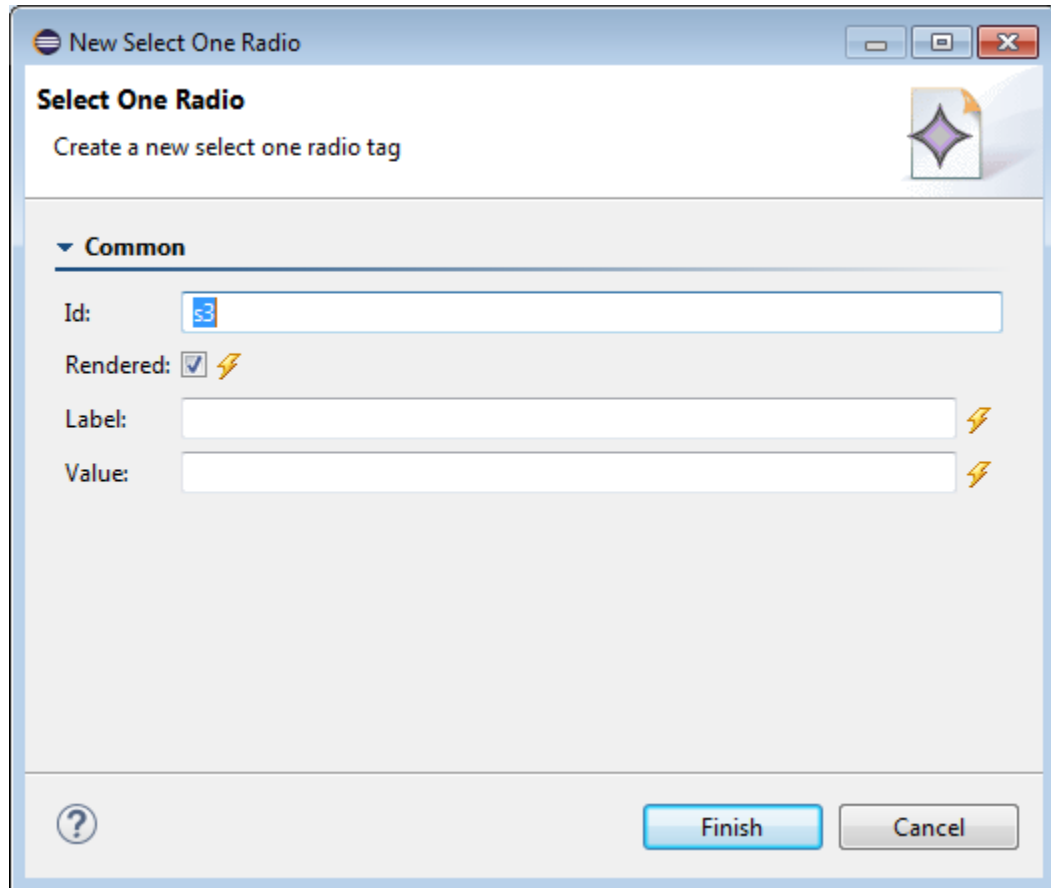 New Select One Radio
Select One Radio
Create a new select one radio tag
Common
Id: s3
Rendered:
Label:
Value:
?
Finish Cancel